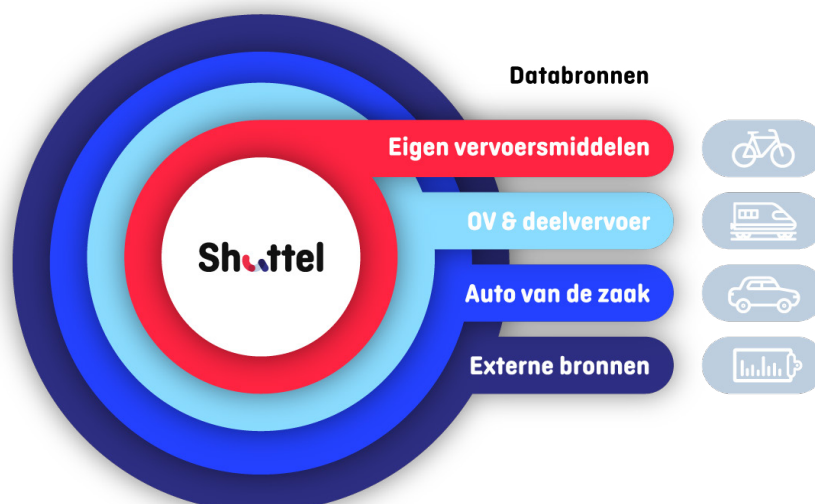 Databronnen
Eigen vervoersmiddelen
Shuttel
OV & deelvervoer
Auto van de zaak
Externe bronnen